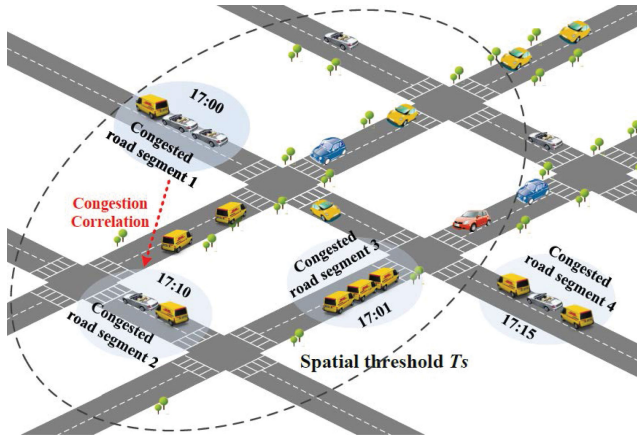 17:00
Congested
road segment 1
Congestion
Correlation
17:10
Congested
road segment 2
Congested
road segment 3
17:01
Congested
road segment 4
17:15
Spatial threshold Ts